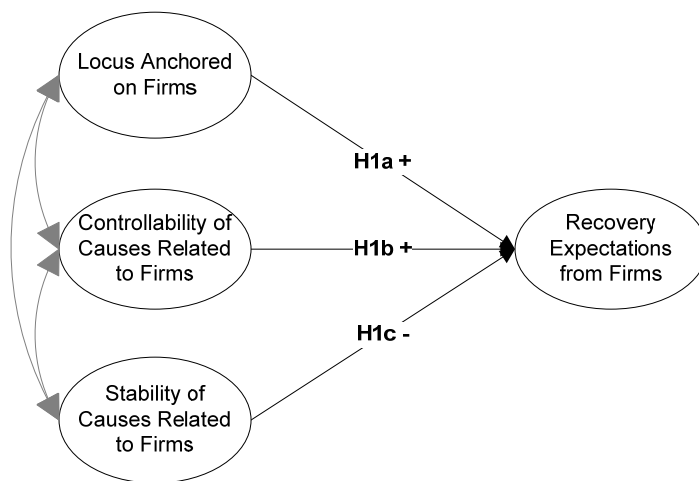 Locus Anchored
on Firms
H1a +
Controllability of
Causes Related
to Firms
H1b +
Recovery
Expectations
from Firms
H1c -
Stability of
Causes Related
to Firms